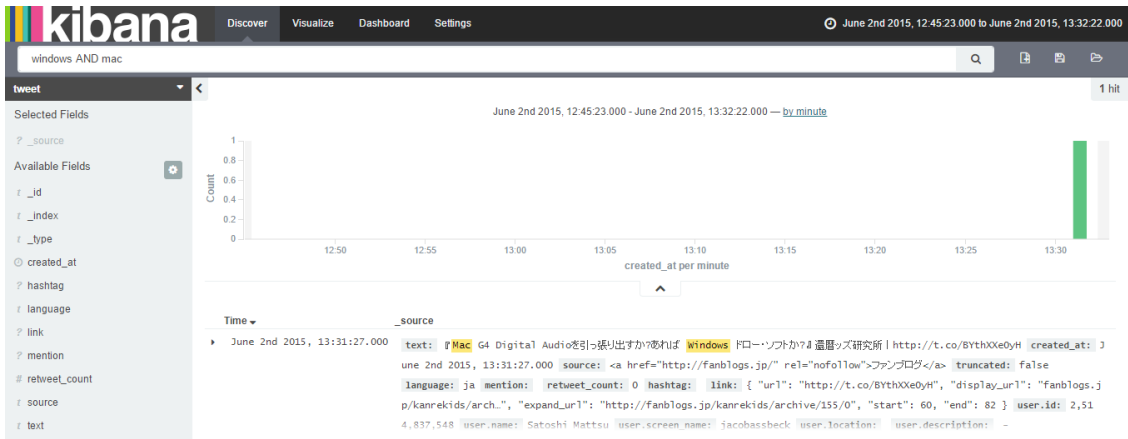 kibana Discover Visualize Dashboard Settings June 2nd 2015, 12:45:23.000 to June 2nd 2015, 13:32:22.000
windows AND mac
tweet
1 hit
Selected Fields
? _source
Available Fields
t _id
t _index
t _type
created_at
? hashtag
t language
? link
? mention
# retweet_count
t source
t text
June 2nd 2015, 12:45:23.000 - June 2nd 2015, 13:32:22.000 — by minute
Count
1
0.8
0.6
0.4
0.2
0
12:50 12:55 13:00 13:05 13:10 13:15 13:20 13:25 13:30
created_at per minute
Time _source
June 2nd 2015, 13:31:27.000 text: 『Mac G4 Digital Audioを引っ張り出すか?あれば Windows ドロー・ソフトか?』還暦ッズ研究所 | http://t.co/BYthXXe0yH created_at: J
une 2nd 2015, 13:31:27.000 source: <a href="http://fanblogs.jp/" rel="nofollow">ファンブログ</a> truncated: false
language: ja mention: retweet_count: 0 hashtag: link: { "url": "http://t.co/BYthXXe0yH", "display_url": "fanblogs.j
p/kanrekids/arch…", "expand_url": "http://fanblogs.jp/kanrekids/archive/155/0", "start": 60, "end": 82 } user.id: 2,51
4,837,548 user.name: Satoshi Mattsu user.screen_name: jacobassbeck user.location: user.description: -